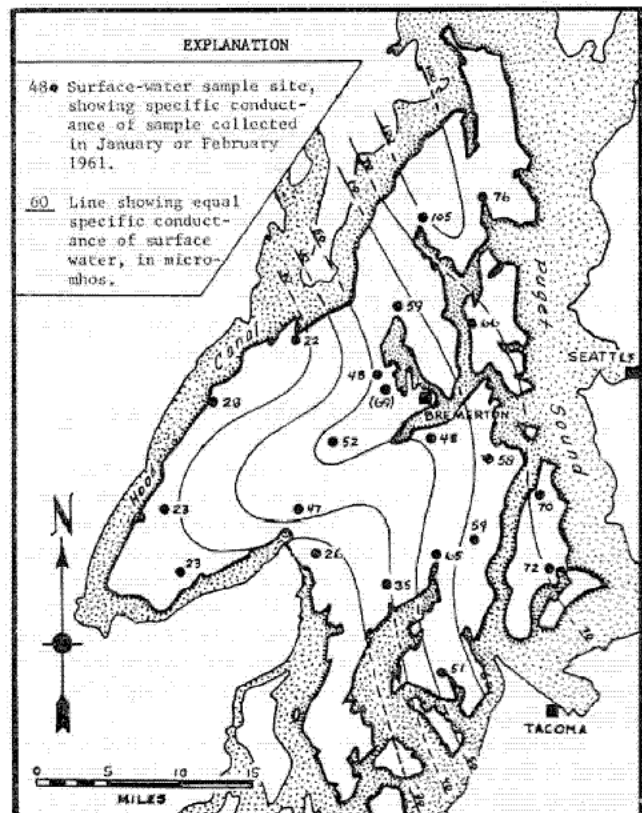 EXPLANATION
48 Surface-water sample site,
showing specific conduct-
ance of sample collected
in January or February
1961.
60 Line showing equal
specific conduct-
ance of surface
water, in micro-
mhos.
76
105
59
66
Puget
Sound
SEATTLE
Canal
Hood
22
48
(69)
BREMERTON
52
48
58
23
47
70
N
59
23
26
65
35
72
51
TACOMA
0 5 10 15
MILES